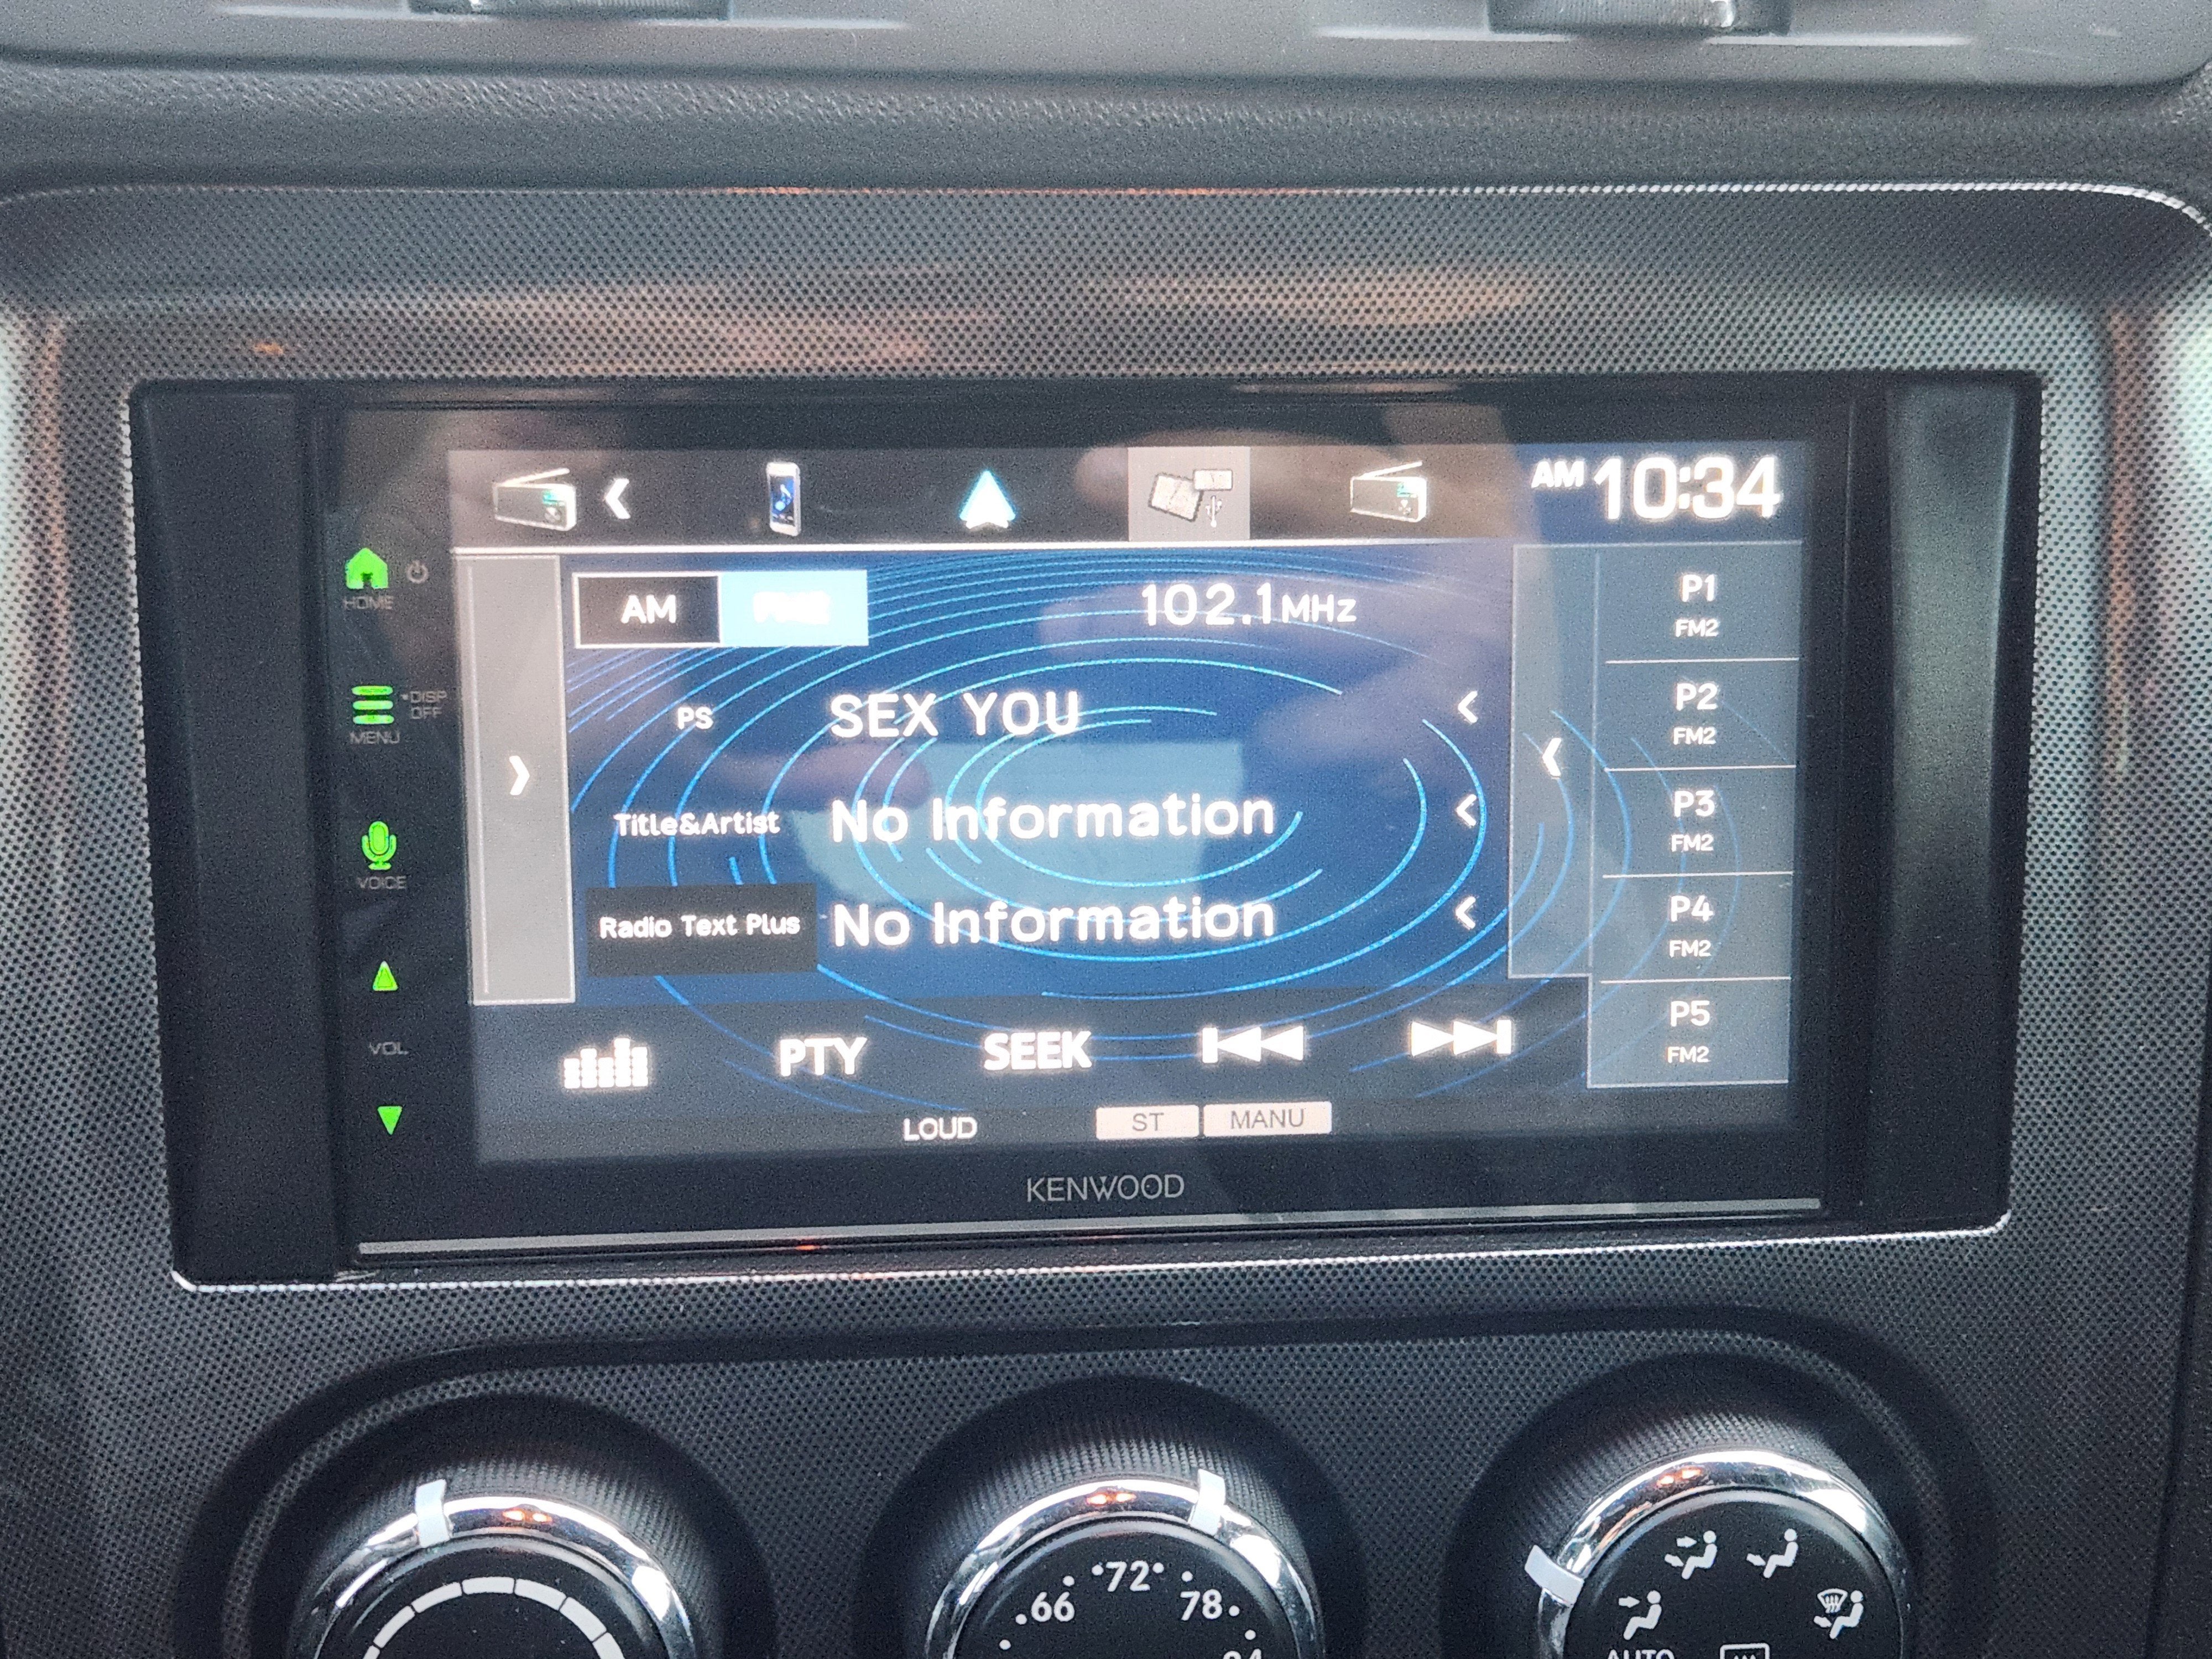 AM 10:34
AM
102.1MHz
PS SEX YOU
Title&Artist No Information
Radio Text Plus No Information
P1
FM2
P2
FM2
P3
FM2
P4
FM2
P5
FM2
PTY SEEK
LOUD ST MANU
HOME
DISP
OFF
MENU
VOICE
VOL
KENWOOD
66 72 78
AUTO